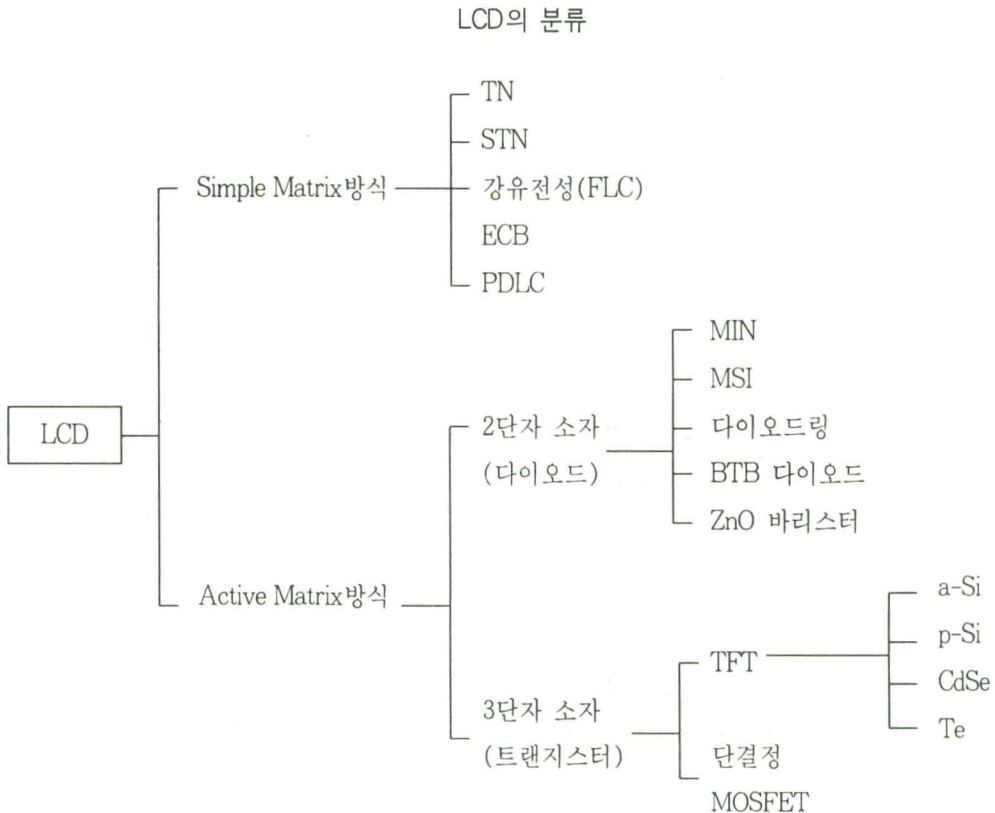 LCD의 분류
TN
STN
Simple Matrix방식
강유전성(FLC)
ECB
PDLC
MIN
MSI
LCD
2단자 소자
(다이오드)
다이오드링
BTB 다이오드
ZnO 바리스터
Active Matrix방식
a-Si
p-Si
TFT
CdSe
3단자 소자
(트랜지스터)
Te
단결정
MOSFET